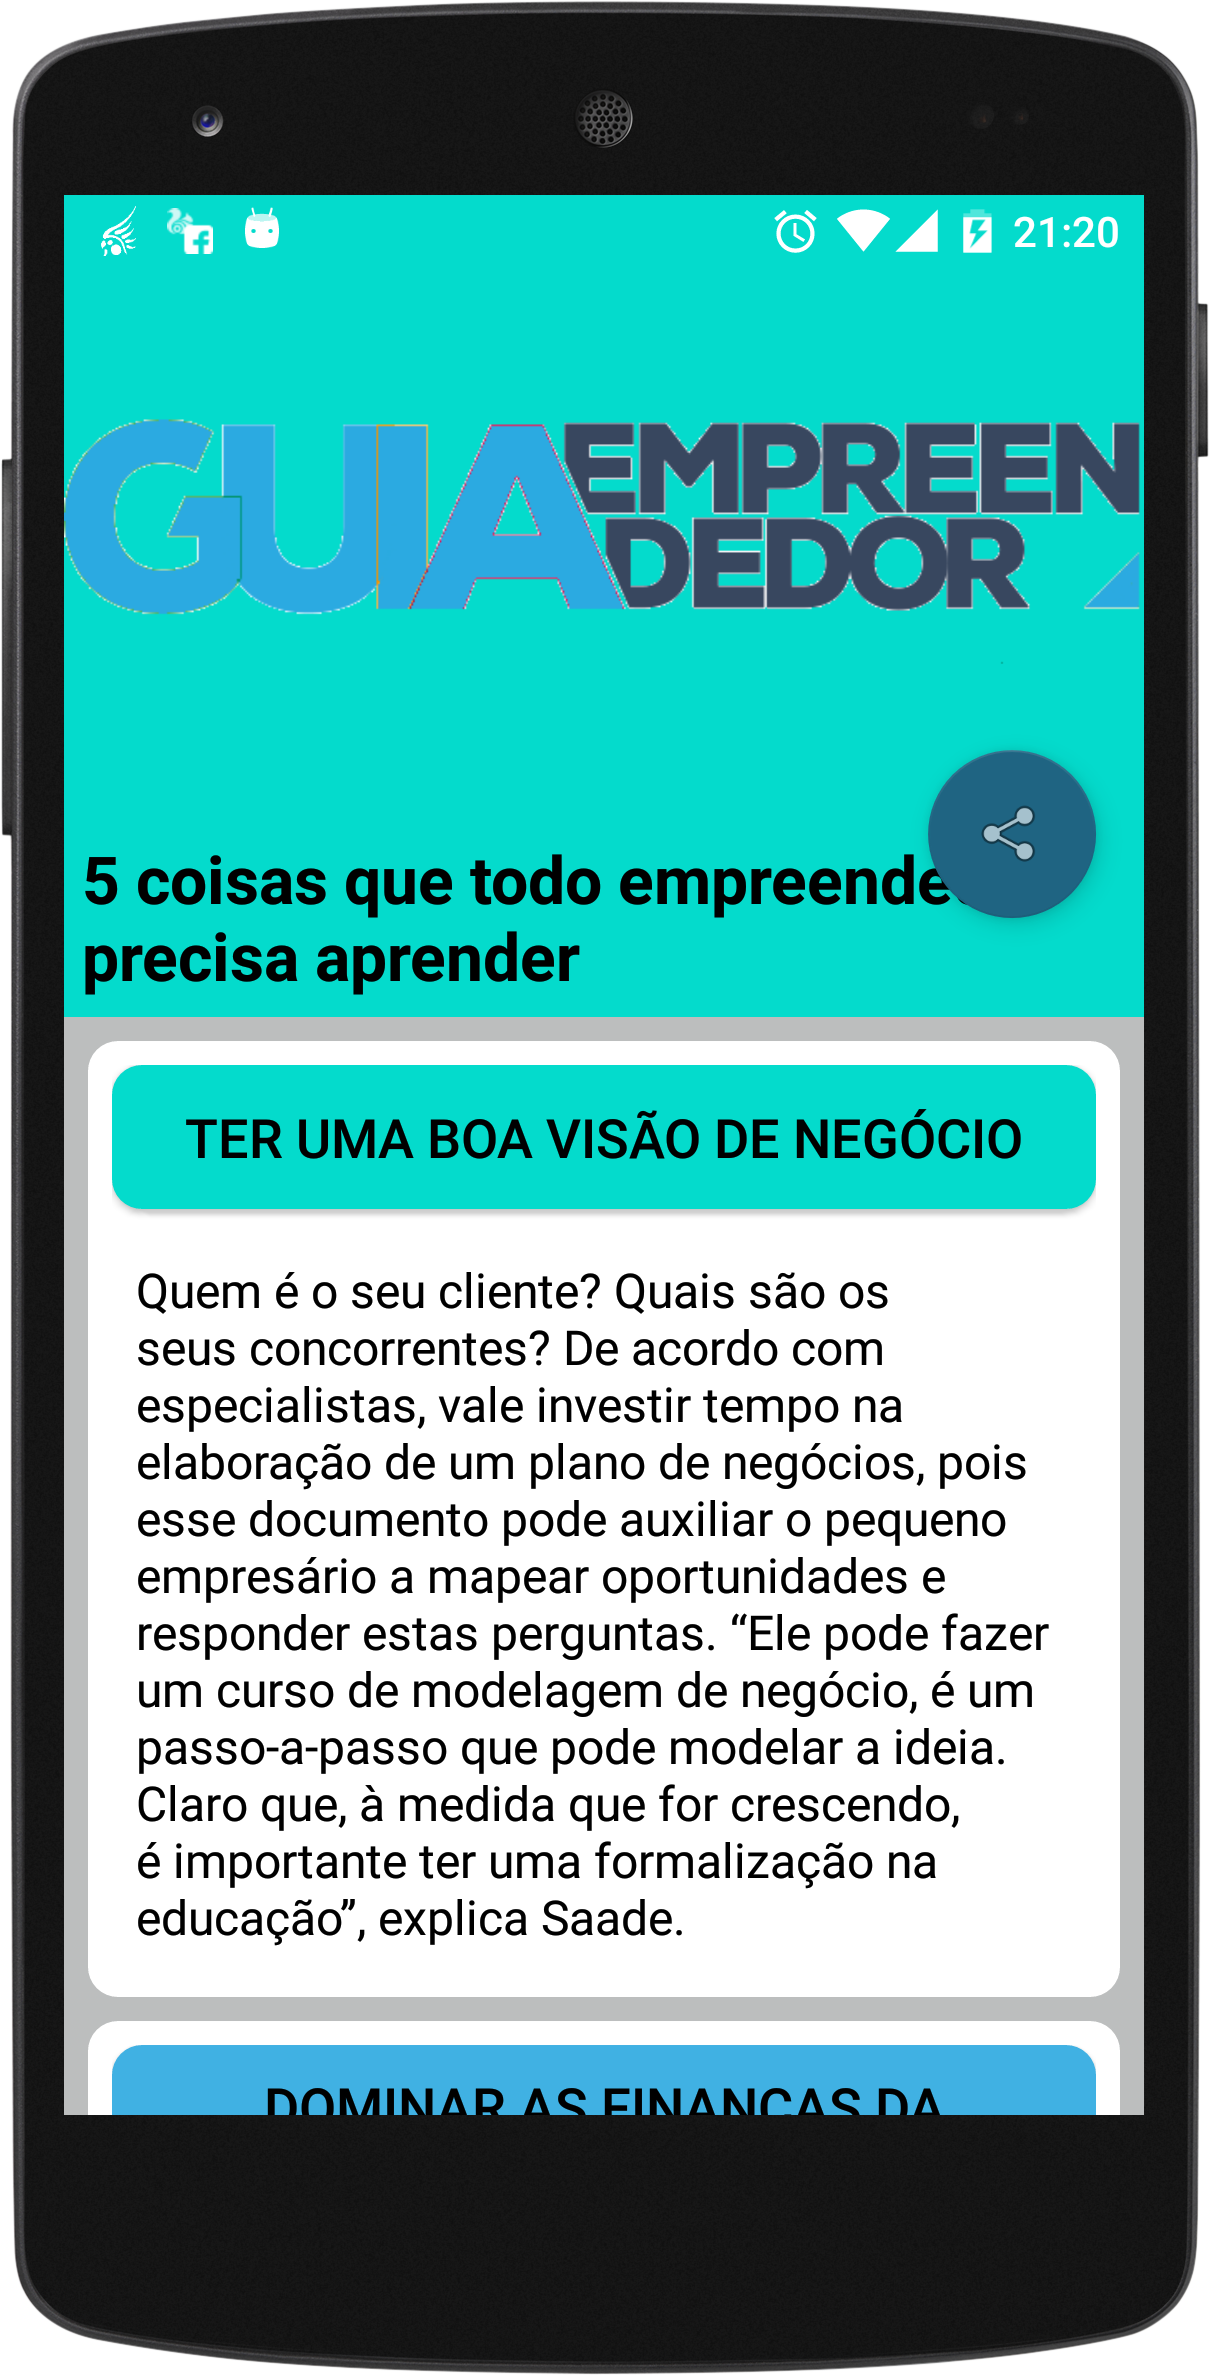 21:20
GUIA EMPREEN
DEDOR
5 coisas que todo
precisa aprender
TER UMA BOA VISÃO DE NEGÓCIO
Quem é o seu cliente? Quais são os
seus concorrentes? De acordo com
especialistas, vale investir tempo na
elaboração de um plano de negócios, pois
esse documento pode auxiliar o pequeno
empresário a mapear oportunidades e
responder estas perguntas. “Ele pode fazer
um curso de modelagem de negócio, é um
passo-a-passo que pode modelar a ideia.
Claro que, à medida que for crescendo,
é importante ter uma formalização na
educação”, explica Saade.
DOMINAR AS FINANÇAS DA